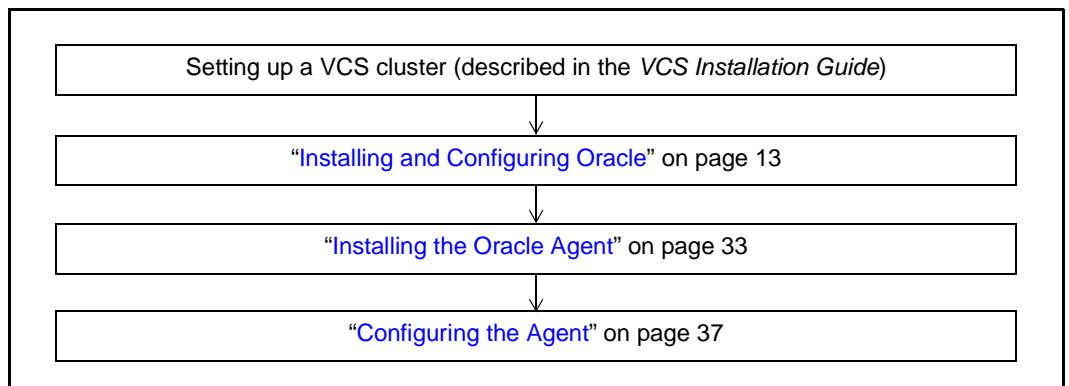 Setting up a VCS cluster (described in the VCS Installation Guide)
“Installing and Configuring Oracle” on page 13
“Installing the Oracle Agent” on page 33
“Configuring the Agent” on page 37